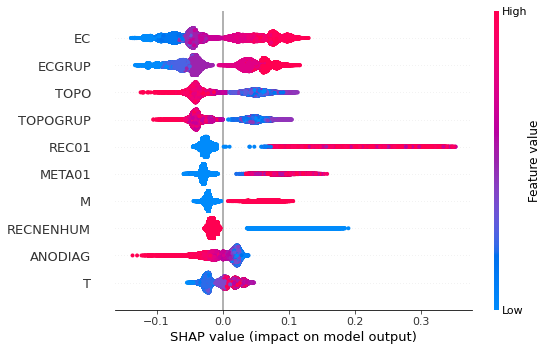 High
EC
ECGRUP
TOPO
TOPOGRUP
REC01
META01
M
RECNENHUM
ANODIAG
T
Feature value
Low
−0.1 0.0 0.1 0.2 0.3
SHAP value (impact on model output)